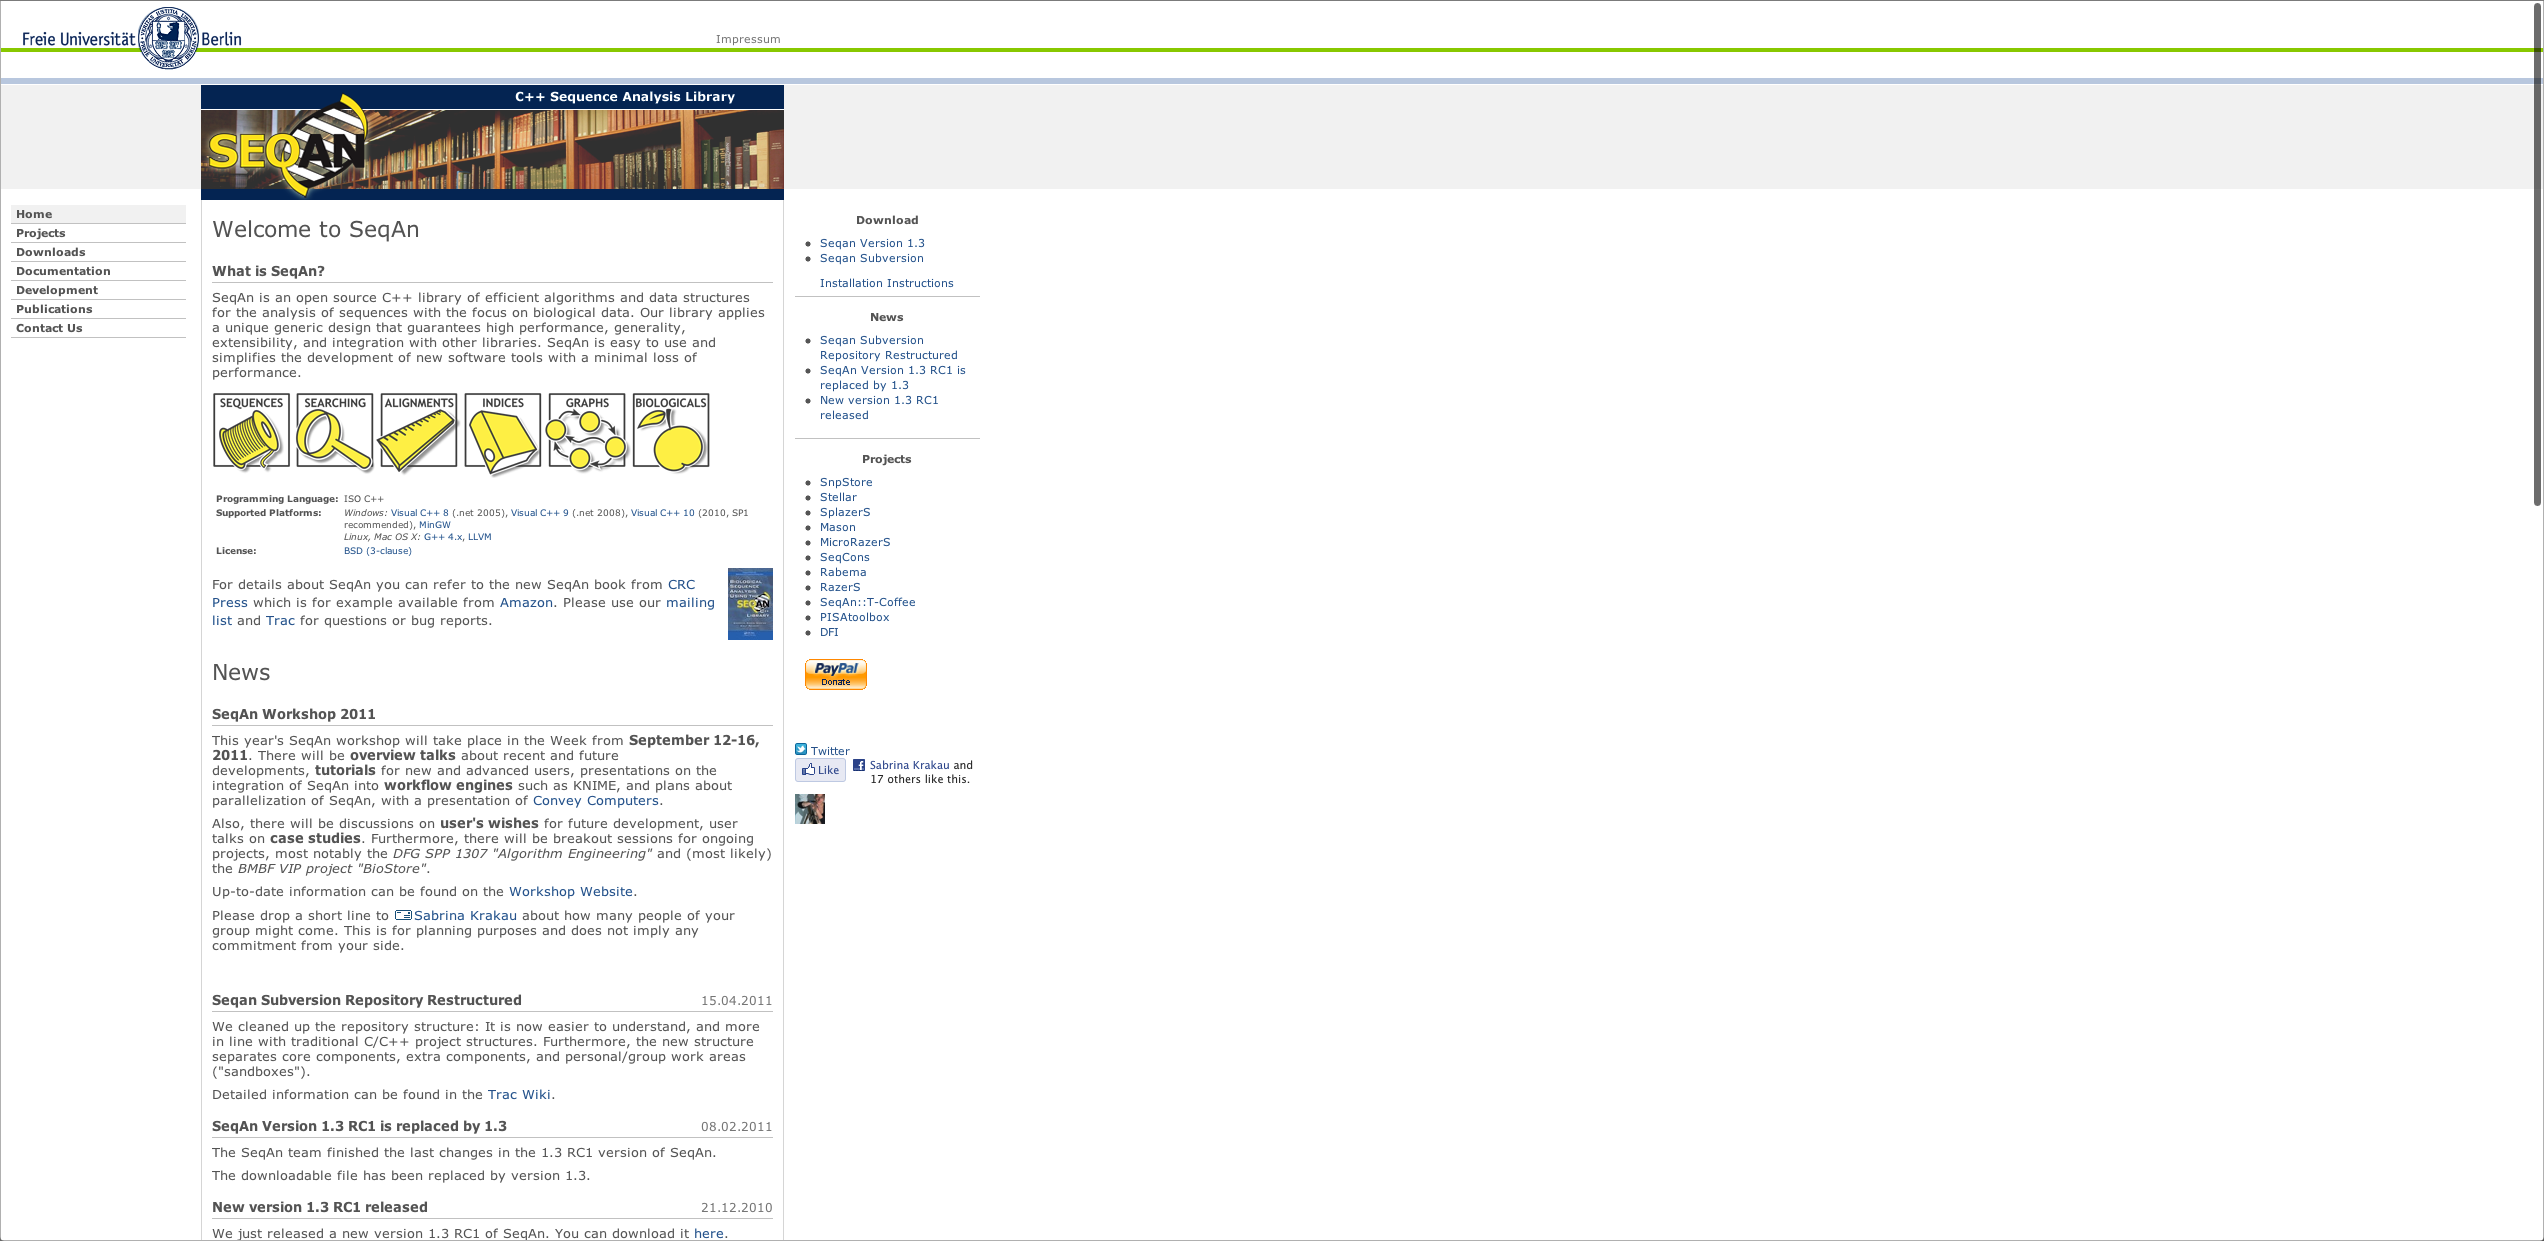 Freie Universität Berlin
Impressum
C++ Sequence Analysis Library
SEQAN
Home
Projects
Downloads
Documentation
Development
Publications
Contact Us
Welcome to SeqAn
What is SeqAn?
SeqAn is an open source C++ library of efficient algorithms and data structures
for the analysis of sequences with the focus on biological data. Our library applies
a unique generic design that guarantees high performance, generality,
extensibility, and integration with other libraries. SeqAn is easy to use and
simplifies the development of new software tools with a minimal loss of
performance.
SEQUENCES SEARCHING ALIGNMENTS INDICES GRAPHS BIOLOGICALS
Programming Language: ISO C++
Supported Platforms: Windows: Visual C++ 8 (.net 2005), Visual C++ 9 (.net 2008), Visual C++ 10 (2010, SP1
recommended), MinGW
Linux, Mac OS X: G++ 4.x, LLVM
License: BSD (3-clause)
For details about SeqAn you can refer to the new SeqAn book from CRC
Press which is for example available from Amazon. Please use our mailing
list and Trac for questions or bug reports.
BIOLOGICAL
SEQUENCE
ANALYSIS
USING THE
SEQAN
LIBRARY
News
SeqAn Workshop 2011
This year's SeqAn workshop will take place in the Week from September 12-16,
2011. There will be overview talks about recent and future
developments, tutorials for new and advanced users, presentations on the
integration of SeqAn into workflow engines such as KNIME, and plans about
parallelization of SeqAn, with a presentation of Convey Computers.
Also, there will be discussions on user's wishes for future development, user
talks on case studies. Furthermore, there will be breakout sessions for ongoing
projects, most notably the DFG SPP 1307 "Algorithm Engineering" and (most likely)
the BMBF VIP project "BioStore".
Up-to-date information can be found on the Workshop Website.
Please drop a short line to Sabrina Krakau about how many people of your
group might come. This is for planning purposes and does not imply any
commitment from your side.
Seqan Subversion Repository Restructured 15.04.2011
We cleaned up the repository structure: It is now easier to understand, and more
in line with traditional C/C++ project structures. Furthermore, the new structure
separates core components, extra components, and personal/group work areas
("sandboxes").
Detailed information can be found in the Trac Wiki.
SeqAn Version 1.3 RC1 is replaced by 1.3 08.02.2011
The SeqAn team finished the last changes in the 1.3 RC1 version of SeqAn.
The downloadable file has been replaced by version 1.3.
New version 1.3 RC1 released 21.12.2010
We just released a new version 1.3 RC1 of SeqAn. You can download it here.
Download
Seqan Version 1.3
Seqan Subversion
Installation Instructions
News
Seqan Subversion
Repository Restructured
SeqAn Version 1.3 RC1 is
replaced by 1.3
New version 1.3 RC1
released
Projects
SnpStore
Stellar
SplazerS
Mason
MicroRazerS
SeqCons
Rabema
RazerS
SeqAn::T-Coffee
PISAtoolbox
DFI
PayPal
Donate
Twitter
Like
Sabrina Krakau and
17 others like this.